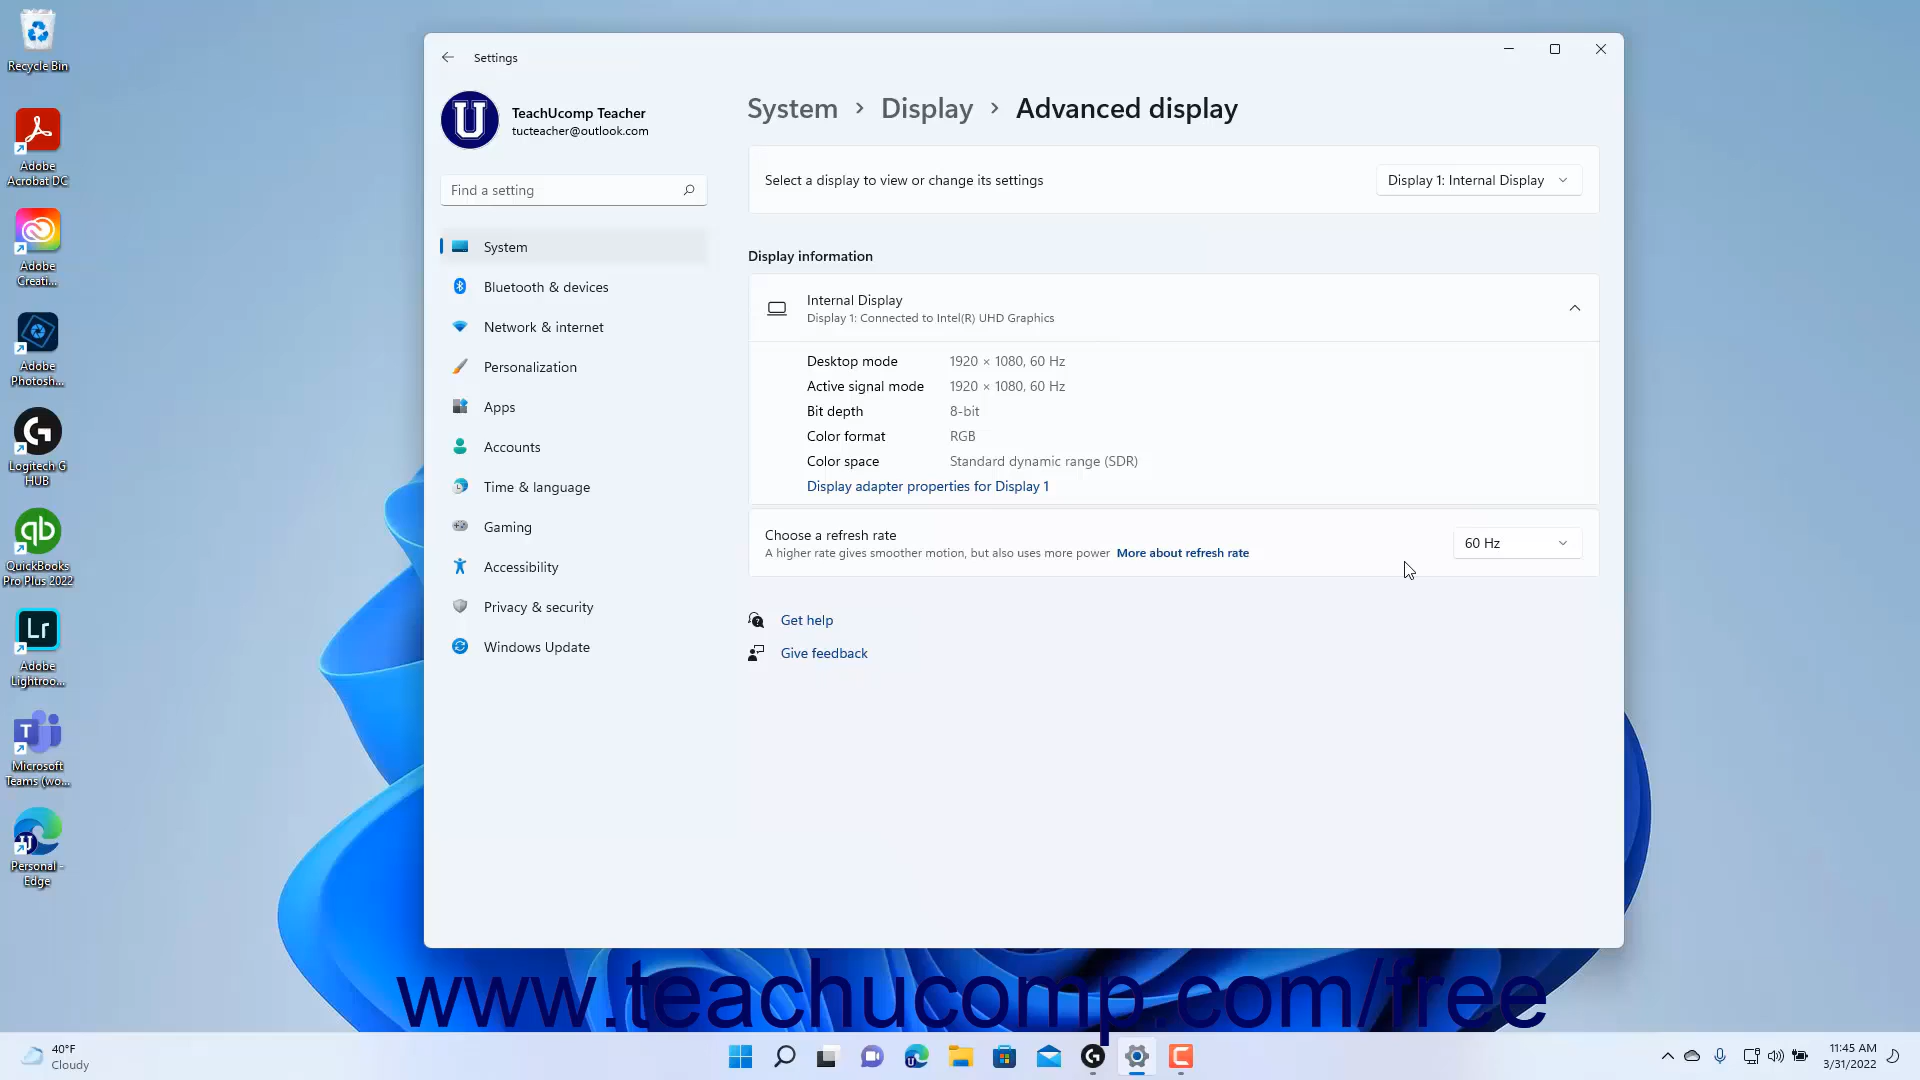 Recycle Bin
Adobe
Acrobat DC
Adobe
Creati...
Adobe
Photosh...
Logitech G
HUB
QuickBooks
Pro Plus 2022
Lr
Adobe
Lightroo...
T
Microsoft
Teams (wo...
U
Personal -
Edge
Settings
U
TeachUcomp Teacher
tucteacher@outlook.com
Find a setting
System
Bluetooth & devices
Network & internet
Personalization
Apps
Accounts
Time & language
Gaming
Accessibility
Privacy & security
Windows Update
System › Display › Advanced display
Select a display to view or change its settings
Display 1: Internal Display
Display information
Internal Display
Display 1: Connected to Intel(R) UHD Graphics
Desktop mode 1920 × 1080, 60 Hz
Active signal mode 1920 × 1080, 60 Hz
Bit depth 8-bit
Color format RGB
Color space Standard dynamic range (SDR)
Display adapter properties for Display 1
Choose a refresh rate
60 Hz
A higher rate gives smoother motion, but also uses more power More about refresh rate
Get help
Give feedback
www.teachucomp.com/free
40°F
Cloudy
11:45 AM
3/31/2022